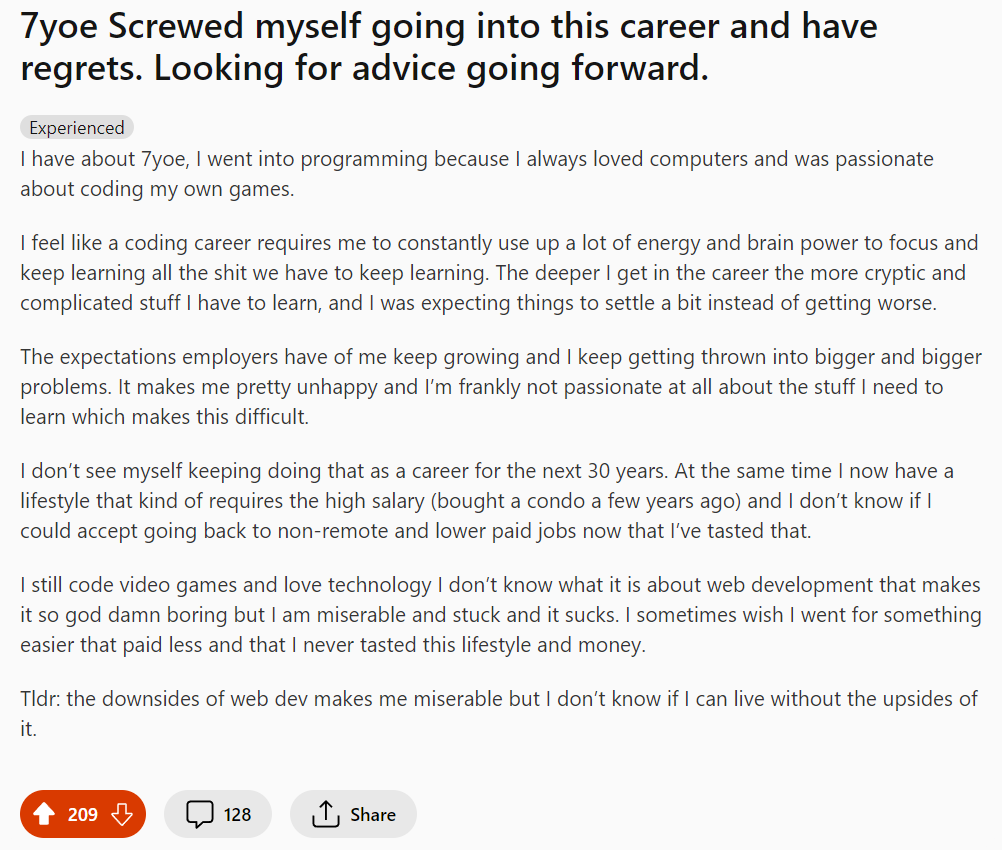 7yoe Screwed myself going into this career and have
regrets. Looking for advice going forward.
Experienced
I have about 7yoe, I went into programming because I always loved computers and was passionate
about coding my own games.
I feel like a coding career requires me to constantly use up a lot of energy and brain power to focus and
keep learning all the shit we have to keep learning. The deeper I get in the career the more cryptic and
complicated stuff I have to learn, and I was expecting things to settle a bit instead of getting worse.
The expectations employers have of me keep growing and I keep getting thrown into bigger and bigger
problems. It makes me pretty unhappy and I’m frankly not passionate at all about the stuff I need to
learn which makes this difficult.
I don’t see myself keeping doing that as a career for the next 30 years. At the same time I now have a
lifestyle that kind of requires the high salary (bought a condo a few years ago) and I don’t know if I
could accept going back to non-remote and lower paid jobs now that I’ve tasted that.
I still code video games and love technology I don’t know what it is about web development that makes
it so god damn boring but I am miserable and stuck and it sucks. I sometimes wish I went for something
easier that paid less and that I never tasted this lifestyle and money.
Tldr: the downsides of web dev makes me miserable but I don’t know if I can live without the upsides of
it.
209 128 Share